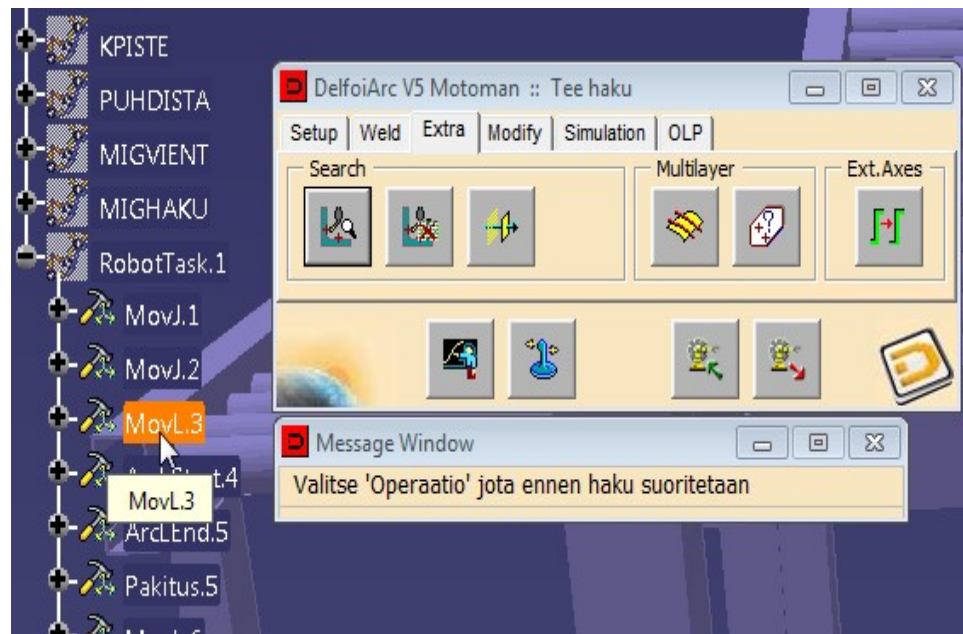 KPISTE
PUHDISTA
MIGVIENT
MIGHAKU
RobotTask.1
MovJ.1
MovJ.2
MovL.3
t.4
MovL.3
ArcLEnd.5
Pakitus.5
DelfoiArc V5 Motoman :: Tee haku
Setup Weld Extra Modify Simulation OLP
Search Multilayer Ext.Axes
Message Window
Valitse 'Operaatio' jota ennen haku suoritetaan